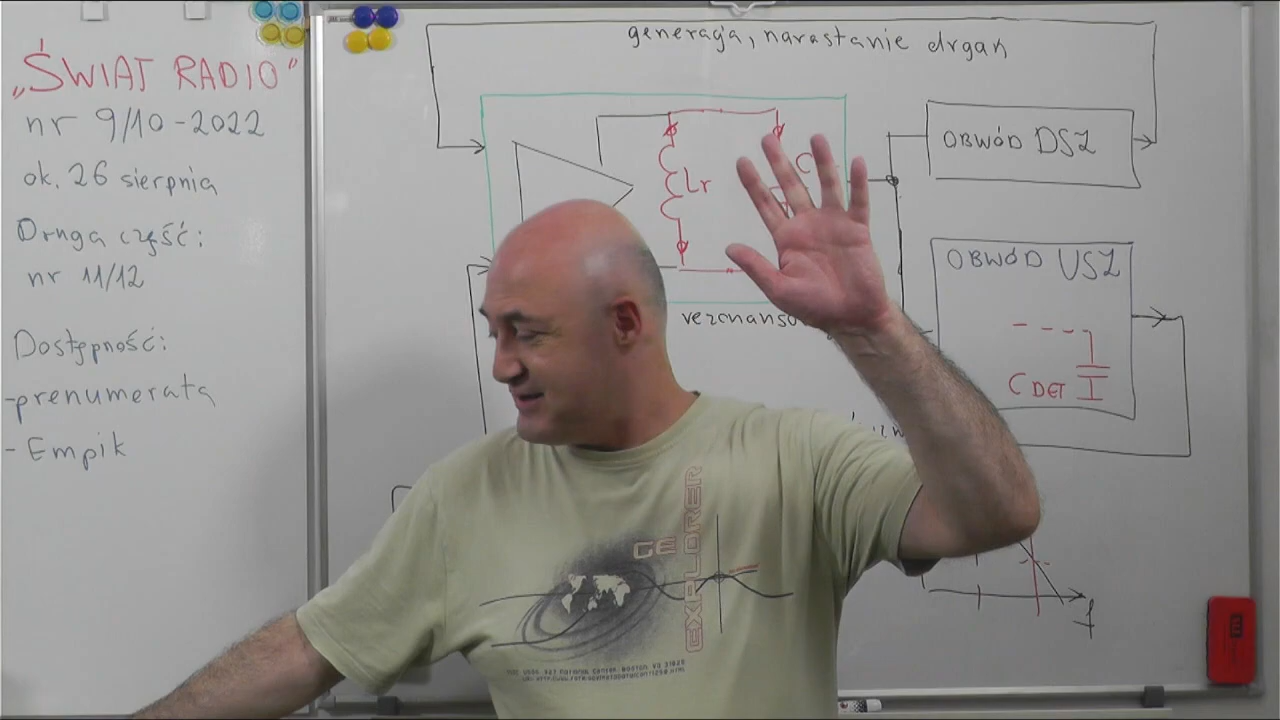 „ŚWIAT RADIO”
nr 9/10-2022
ok. 26 sierpnia
Druga część:
nr 11/12
Dostępność:
-prenumerata
- Empik
generacja, narastanie drgań
OBWÓD DSZ
Lr
C
OBWÓD USZ
C DET
f
GE
EXPLORER